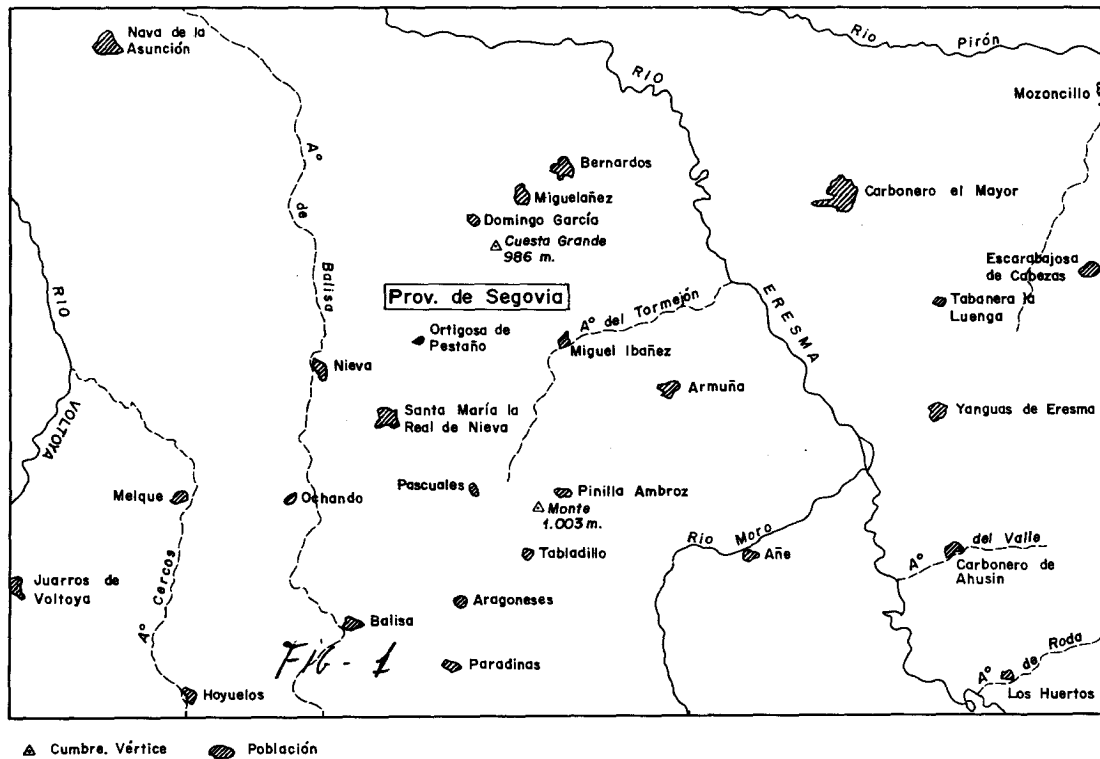 Nava de la
Asunción
RIO
Rio Pirón
Mozoncillo
Aº de Balisa
Bernardos
Miguelañez
Carbonero el Mayor
Domingo García
Cuesta Grande
986 m.
Escarabajosa
de Cabezas
Prov. de Segovia
Tabanera la
Luenga
RIO
ERESMA
Aº del Tormejón
Ortigosa de
Pestaño
Miguel Ibañez
Nieva
Armuña
Santa María la
Real de Nieva
Yanguas de Eresma
VOLTOYA
Melque
Ochando
Pascuales
Pinilla Ambroz
Monte
1.003 m.
Rio Moro
Aº del Valle
Tabladillo
Añe
Carbonero de
Ahusin
Juarros de
Voltoya
Aº Cercos
Aragoneses
Balisa
FIG - 1
Paradinas
Aº de Roda
Hoyuelos
Los Huertos
Cumbre. Vértice
Población